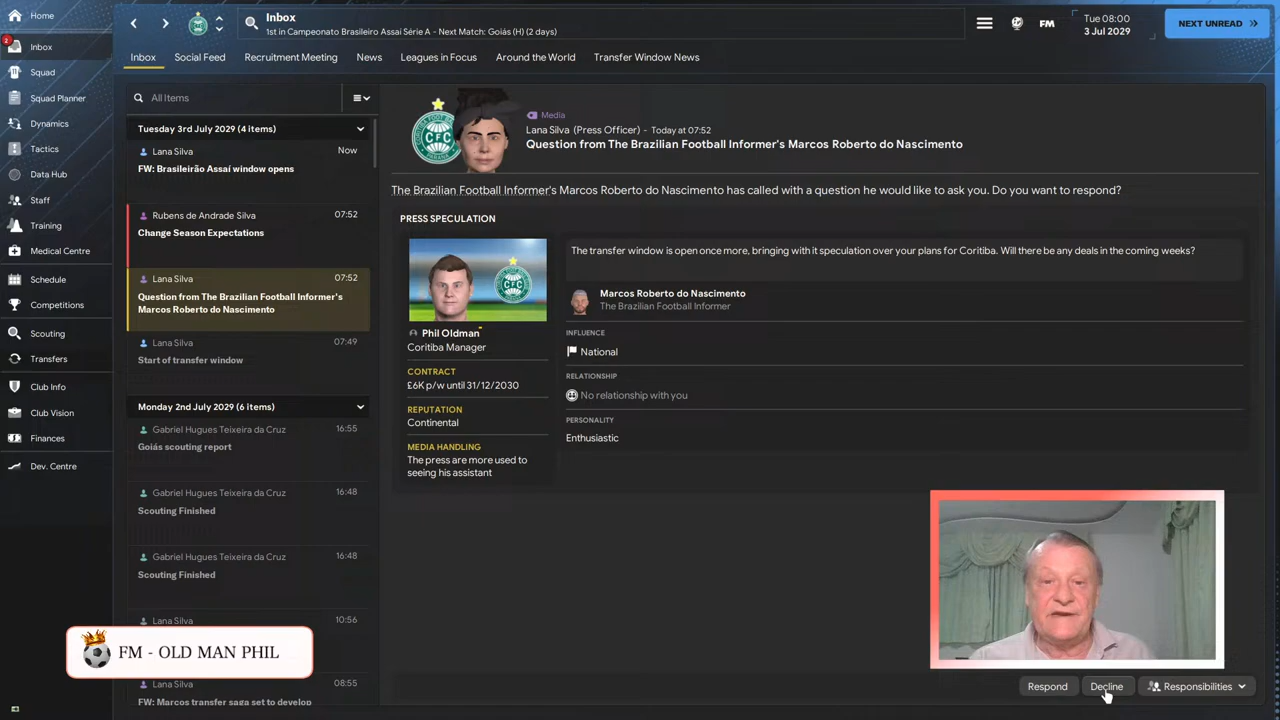 Home
Inbox
1st in Campeonato Brasileiro Assaí Série A - Next Match: Goiás (H) (2 days)
FM
Tue 08:00
3 Jul 2029
NEXT UNREAD
2
Inbox
Squad
Squad Planner
Dynamics
Tactics
Data Hub
Staff
Training
Medical Centre
Schedule
Competitions
Scouting
Transfers
Club Info
Club Vision
Finances
Dev. Centre
Inbox
Social Feed
Recruitment Meeting
News
Leagues in Focus
Around the World
Transfer Window News
All Items
Tuesday 3rd July 2029 (4 items)
Lana Silva
Now
FW: Brasileirão Assaí window opens
Rubens de Andrade Silva
07:52
Change Season Expectations
Lana Silva
07:52
Question from The Brazilian Football Informer's
Marcos Roberto do Nascimento
Lana Silva
07:49
Start of transfer window
Monday 2nd July 2029 (6 items)
Gabriel Hugues Teixeira da Cruz
16:55
Goiás scouting report
Gabriel Hugues Teixeira da Cruz
16:48
Scouting Finished
Gabriel Hugues Teixeira da Cruz
16:48
Scouting Finished
Lana Silva
10:56
Lana Silva
08:55
FW: Marcos transfer saga set to develop
CFC
Media
Lana Silva (Press Officer) - Today at 07:52
Question from The Brazilian Football Informer's Marcos Roberto do Nascimento
The Brazilian Football Informer's Marcos Roberto do Nascimento has called with a question he would like to ask you. Do you want to respond?
PRESS SPECULATION
Phil Oldman
Coritiba Manager
CONTRACT
£6K p/w until 31/12/2030
REPUTATION
Continental
MEDIA HANDLING
The press are more used to
seeing his assistant
The transfer window is open once more, bringing with it speculation over your plans for Coritiba. Will there be any deals in the coming weeks?
Marcos Roberto do Nascimento
The Brazilian Football Informer
INFLUENCE
National
RELATIONSHIP
No relationship with you
PERSONALITY
Enthusiastic
FM - OLD MAN PHIL
Respond
Decline
Responsibilities